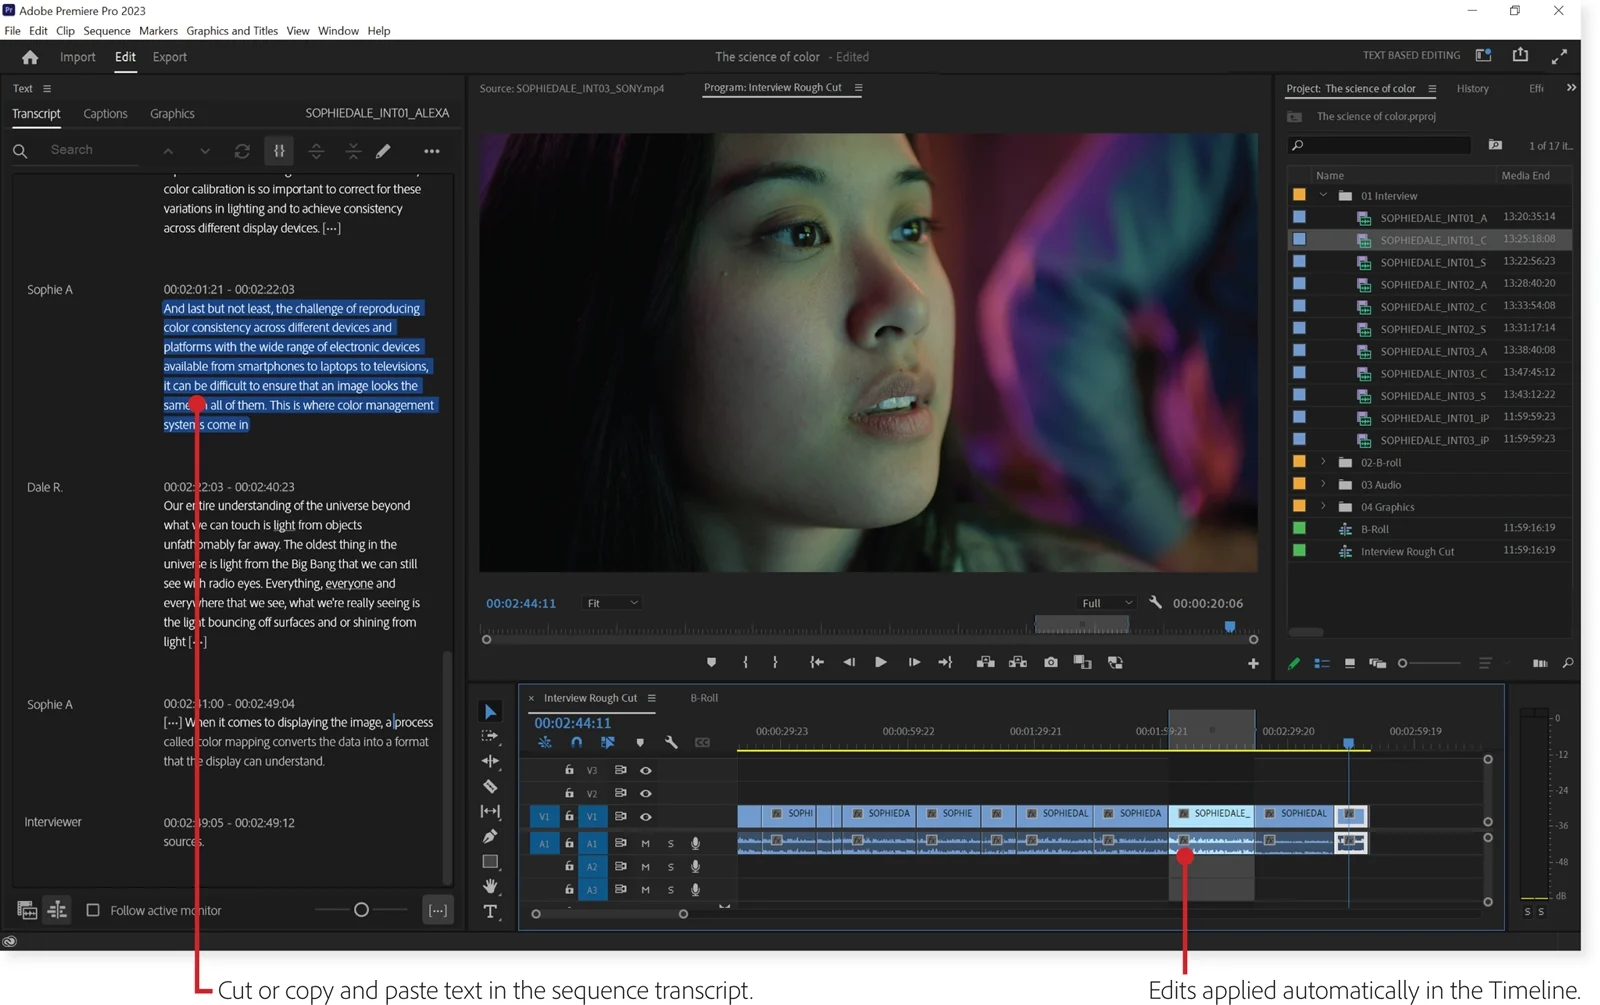 Adobe Premiere Pro 2023
File Edit Clip Sequence Markers Graphics and Titles View Window Help
Import Edit Export
The science of color - Edited
TEXT BASED EDITING
Text
Transcript Captions Graphics
SOPHIEDALE_INT01_ALEXA
Search
color calibration is so important to correct for these
variations in lighting and to achieve consistency
across different display devices. [···]
Sophie A
00:02:01:21 - 00:02:22:03
And last but not least, the challenge of reproducing
color consistency across different devices and
platforms with the wide range of electronic devices
available from smartphones to laptops to televisions,
it can be difficult to ensure that an image looks the
same all of them. This is where color management
systems come in
Dale R.
00:02:22:03 - 00:02:40:23
Our entire understanding of the universe beyond
what we can touch is light from objects
unfathomably far away. The oldest thing in the
universe is light from the Big Bang that we can still
see with radio eyes. Everything, everyone and
everywhere that we see, what we're really seeing is
the light bouncing off surfaces and or shining from
light [···]
Sophie A
00:02:41:00 - 00:02:49:04
[···] When it comes to displaying the image, a process
called color mapping converts the data into a format
that the display can understand.
Interviewer
00:02:49:05 - 00:02:49:12
sources.
Follow active monitor
[···]
Source: SOPHIEDALE_INT03_SONY.mp4
Program: Interview Rough Cut
00:02:44:11
Fit
Full
00:00:20:06
Project: The science of color
History
Effe
The science of color.prproj
1 of 17 it...
Name Media End
01 Interview
SOPHIEDALE_INT01_A 13:20:35:14
SOPHIEDALE_INT01_C 13:25:18:08
SOPHIEDALE_INT01_S 13:22:56:23
SOPHIEDALE_INT02_A 13:28:40:20
SOPHIEDALE_INT02_C 13:33:54:08
SOPHIEDALE_INT02_S 13:31:17:14
SOPHIEDALE_INT03_A 13:38:40:08
SOPHIEDALE_INT03_C 13:47:45:12
SOPHIEDALE_INT03_S 13:43:12:22
SOPHIEDALE_INT01_iP 11:59:59:23
SOPHIEDALE_INT03_iP 11:59:59:23
02-B-roll
03 Audio
04 Graphics
B-Roll 11:59:16:19
Interview Rough Cut 11:59:16:19
Interview Rough Cut
B-Roll
00:02:44:11
00:00:29:23 00:00:59:22 00:01:29:21 00:01:59:21 00:02:29:20 00:02:59:19
V3
V2
V1 V1
SOPHI SOPHIEDA SOPHIE SOPHIEDAL SOPHIEDA SOPHIEDALE_ SOPHIEDAL
A1 A1 M S
A2 M S
A3 M S
0
-12
-24
-36
-48
dB
S S
Cut or copy and paste text in the sequence transcript.
Edits applied automatically in the Timeline.